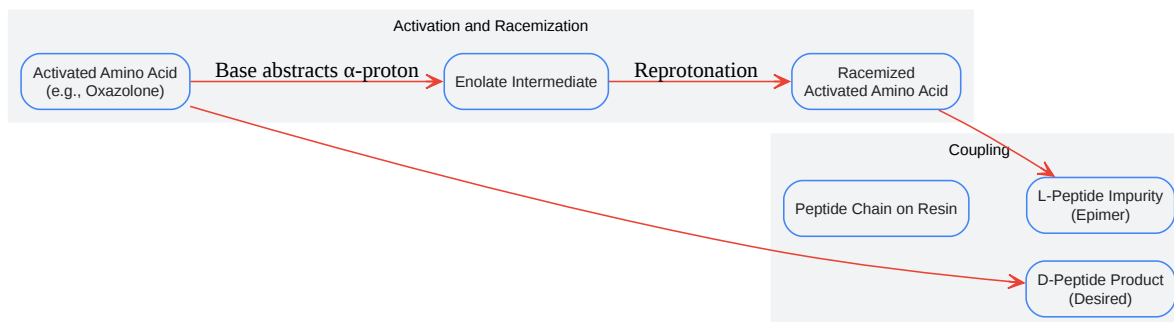 Activation and Racemization
Activated Amino Acid
(e.g., Oxazolone)
Base abstracts α-proton
Enolate Intermediate
Reprotonation
Racemized
Activated Amino Acid
Coupling
Peptide Chain on Resin
L-Peptide Impurity
(Epimer)
D-Peptide Product
(Desired)